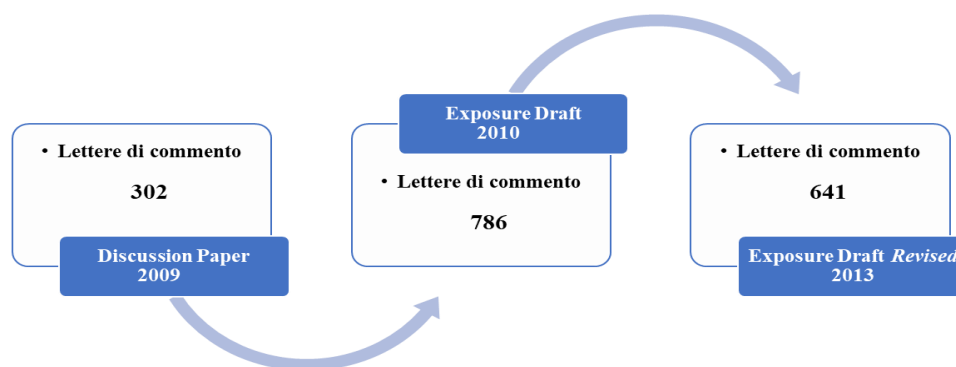 • Lettere di commento
302
Discussion Paper
2009
Exposure Draft
2010
• Lettere di commento
786
• Lettere di commento
641
Exposure Draft Revised
2013